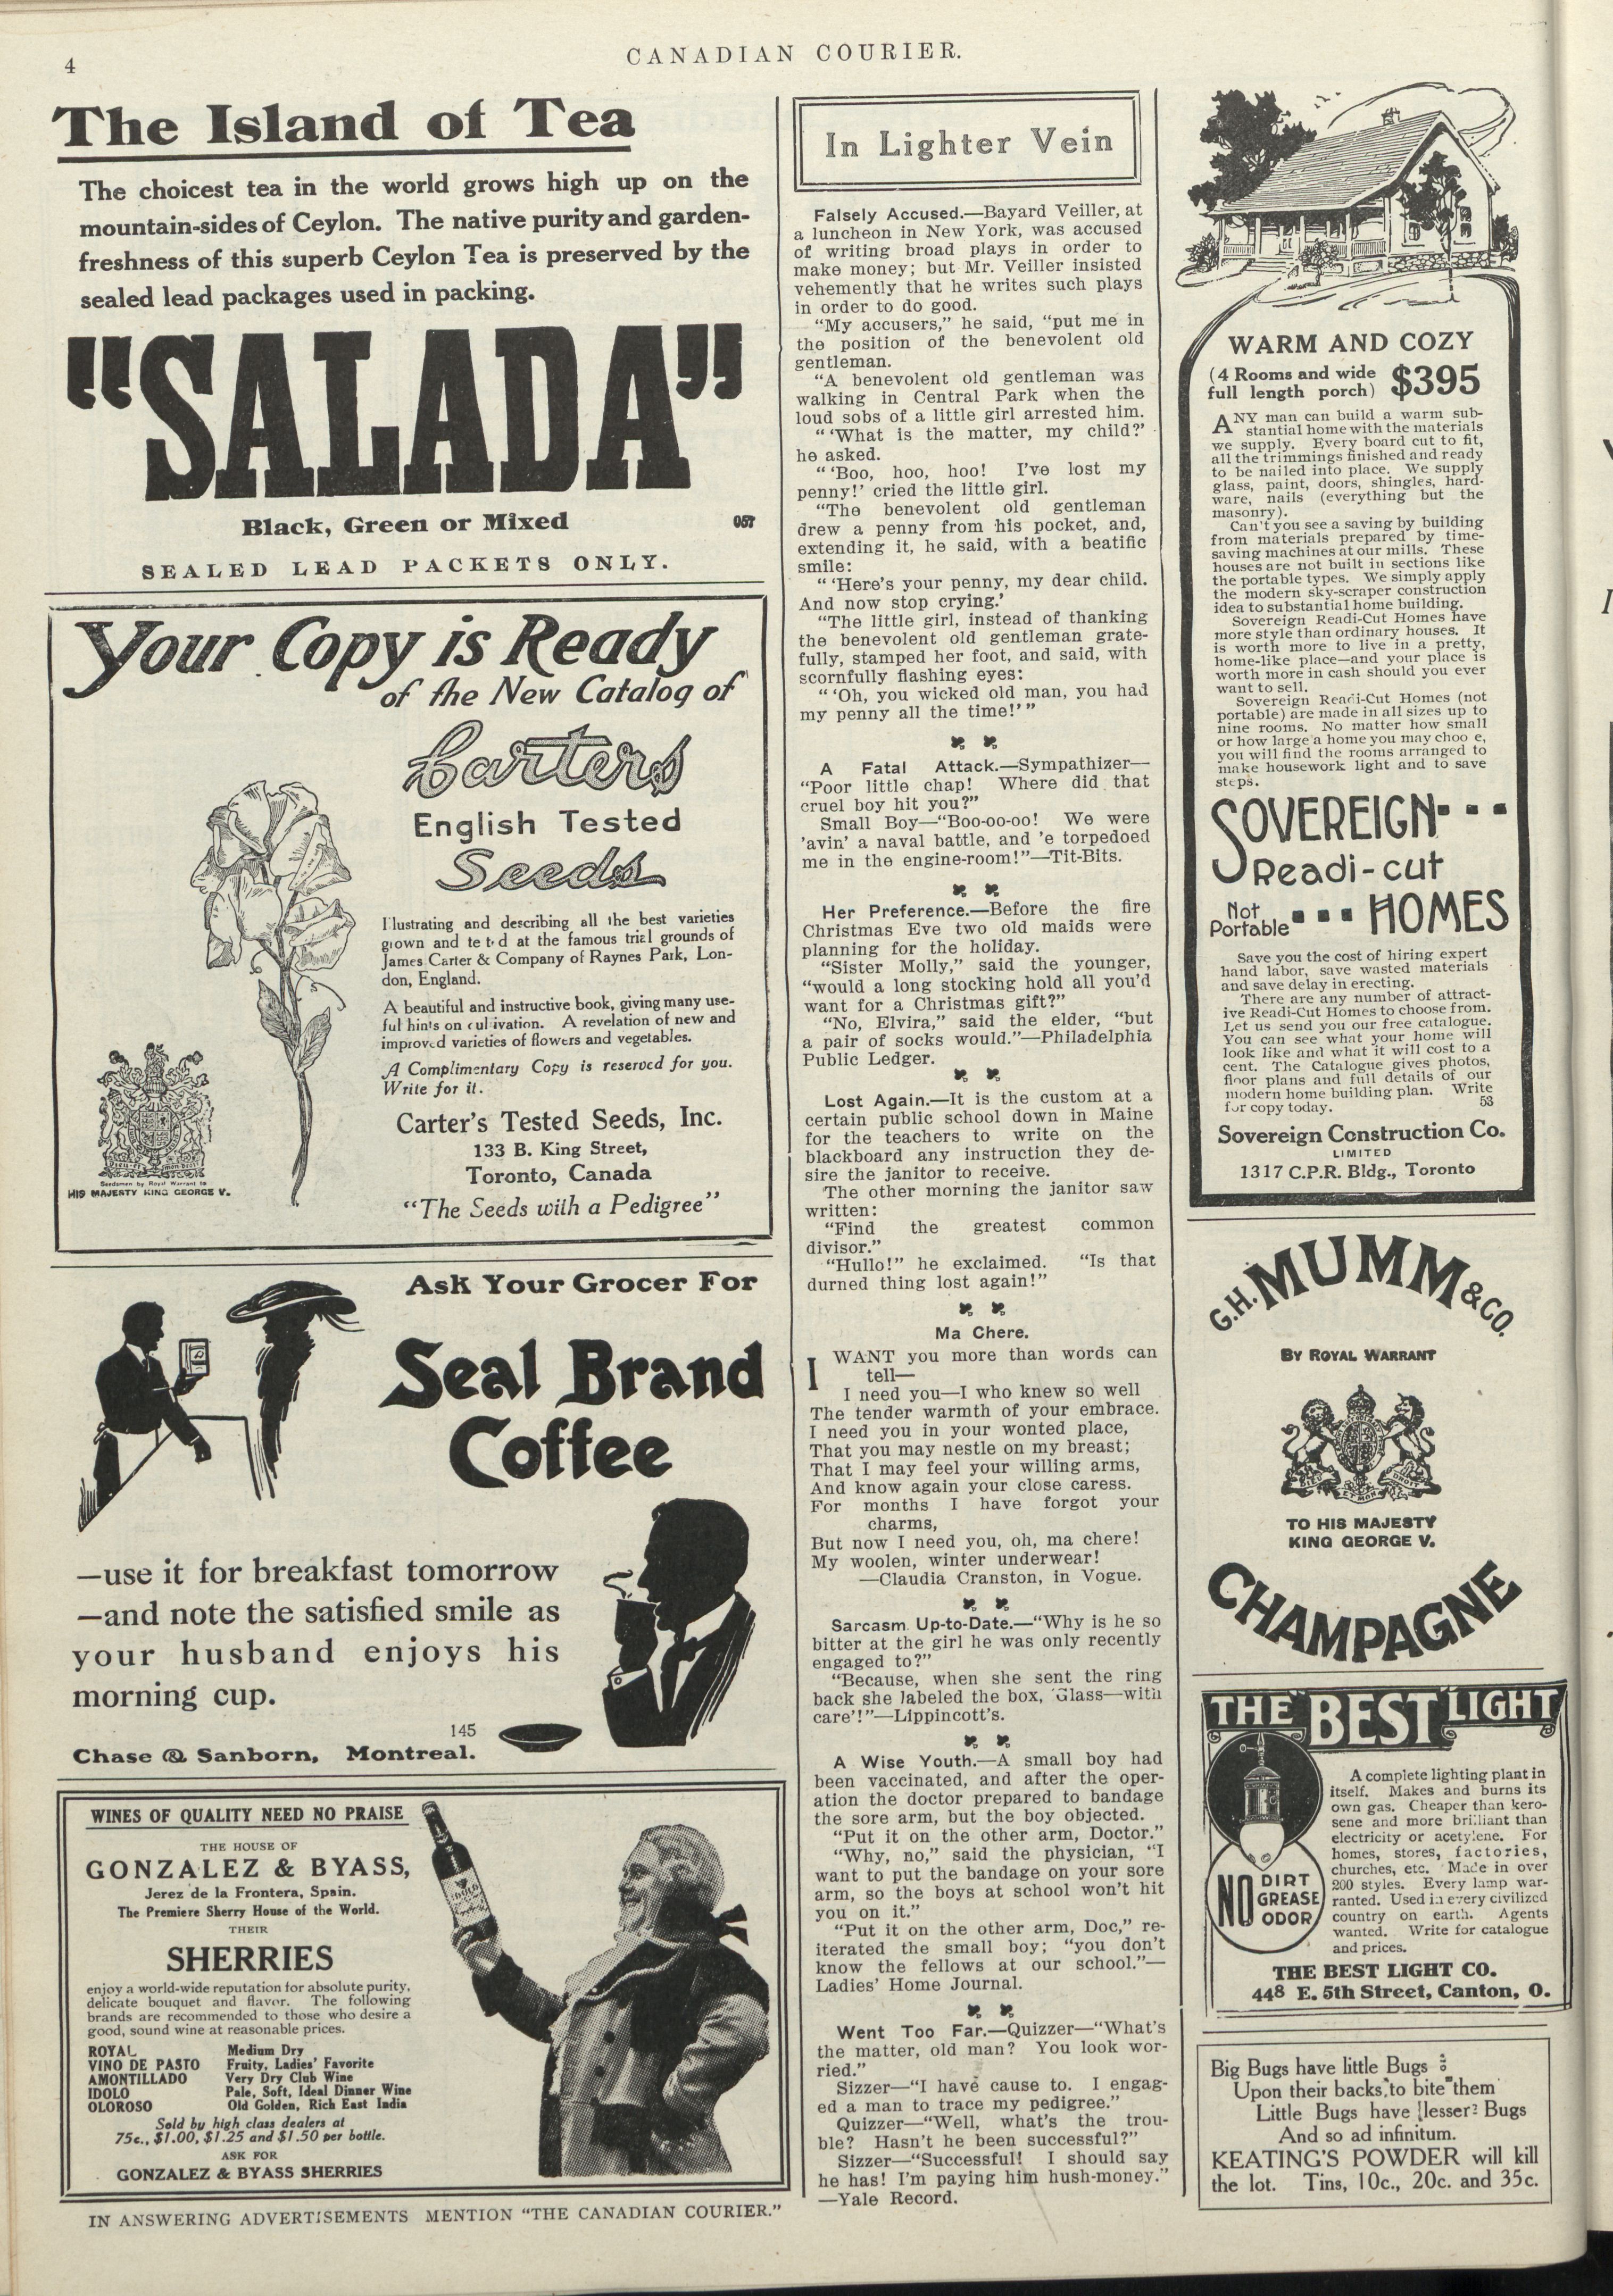 4
CANADIAN COURIER.
The Island of Tea
The choicest tea in the world grows high up on the
mountain-sides of Ceylon. The native purity and garden-
freshness of this superb Ceylon Tea is preserved by the
sealed lead packages used in packing.
"SALADA"
Black, Green or Mixed 057
SEALED LEAD PACKETS ONLY.
Your Copy is Ready
of the New Catalog of
Carters
English Tested
Seeds
Illustrating and describing all the best varieties
grown and te t d at the famous trial grounds of
James Carter & Company of Raynes Park, Lon-
don, England.
A beautiful and instructive book, giving many use-
ful hints on cul ivation. A revelation of new and
improved varieties of flowers and vegetables.
A Complimentary Copy is reserved for you.
Write for it.
Carter's Tested Seeds, Inc.
133 B. King Street,
Toronto, Canada
"The Seeds with a Pedigree"
Seedsmen by Royal Warrant to
HIS MAJESTY KING GEORGE V.
Ask Your Grocer For
Seal Brand
Coffee
—use it for breakfast tomorrow
—and note the satisfied smile as
your husband enjoys his
morning cup.
145
Chase & Sanborn, Montreal.
WINES OF QUALITY NEED NO PRAISE
THE HOUSE OF
GONZALEZ & BYASS,
Jerez de la Frontera, Spain.
The Premiere Sherry House of the World.
THEIR
SHERRIES
enjoy a world-wide reputation for absolute purity,
delicate bouquet and flavor. The following
brands are recommended to those who desire a
good, sound wine at reasonable prices.
ROYAL Medium Dry
VINO DE PASTO Fruity, Ladies' Favorite
AMONTILLADO Very Dry Club Wine
IDOLO Pale, Soft, Ideal Dinner Wine
OLOROSO Old Golden, Rich East India
Sold by high class dealers at
75c., $1.00, $1.25 and $1.50 per bottle.
ASK FOR
GONZALEZ & BYASS SHERRIES
IDOLO
IN ANSWERING ADVERTISEMENTS MENTION "THE CANADIAN COURIER."
In Lighter Vein
Falsely Accused.—Bayard Veiller, at
a luncheon in New York, was accused
of writing broad plays in order to
make money; but Mr. Veiller insisted
vehemently that he writes such plays
in order to do good.
"My accusers," he said, "put me in
the position of the benevolent old
gentleman.
"A benevolent old gentleman was
walking in Central Park when the
loud sobs of a little girl arrested him.
"'What is the matter, my child?'
he asked.
"'Boo, hoo, hoo! I've lost my
penny!' cried the little girl.
"The benevolent old gentleman
drew a penny from his pocket, and,
extending it, he said, with a beatific
smile:
"'Here's your penny, my dear child.
And now stop crying.'
"The little girl, instead of thanking
the benevolent old gentleman grate-
fully, stamped her foot, and said, with
scornfully flashing eyes:
"'Oh, you wicked old man, you had
my penny all the time!'"
A Fatal Attack.—Sympathizer—
"Poor little chap! Where did that
cruel boy hit you?"
Small Boy—"Boo-oo-oo! We were
'avin' a naval battle, and 'e torpedoed
me in the engine-room!"—Tit-Bits.
Her Preference.—Before the fire
Christmas Eve two old maids were
planning for the holiday.
"Sister Molly," said the younger,
"would a long stocking hold all you'd
want for a Christmas gift?"
"No, Elvira," said the elder, "but
a pair of socks would."—Philadelphia
Public Ledger.
Lost Again.—It is the custom at a
certain public school down in Maine
for the teachers to write on the
blackboard any instruction they de-
sire the janitor to receive.
The other morning the janitor saw
written:
"Find the greatest common
divisor."
"Hullo!" he exclaimed. "Is that
durned thing lost again!"
Ma Chere.
I WANT you more than words can
tell—
I need you—I who knew so well
The tender warmth of your embrace.
I need you in your wonted place,
That you may nestle on my breast;
That I may feel your willing arms,
And know again your close caress.
For months I have forgot your
charms,
But now I need you, oh, ma chere!
My woolen, winter underwear!
—Claudia Cranston, in Vogue.
Sarcasm Up-to-Date.—"Why is he so
bitter at the girl he was only recently
engaged to?"
"Because, when she sent the ring
back she labeled the box, 'Glass—with
care'!"—Lippincott's.
A Wise Youth.—A small boy had
been vaccinated, and after the oper-
ation the doctor prepared to bandage
the sore arm, but the boy objected.
"Put it on the other arm, Doctor."
"Why, no," said the physician, "I
want to put the bandage on your sore
arm, so the boys at school won't hit
you on it."
"Put it on the other arm, Doc," re-
iterated the small boy; "you don't
know the fellows at our school."—
Ladies' Home Journal.
Went Too Far.—Quizzer—"What's
the matter, old man? You look wor-
ried."
Sizzer—"I have cause to. I engag-
ed a man to trace my pedigree."
Quizzer—"Well, what's the trou-
ble? Hasn't he been successful?"
Sizzer—"Successful! I should say
he has! I'm paying him hush-money."
—Yale Record.
WARM AND COZY
(4 Rooms and wide
full length porch) $395
ANY man can build a warm sub-
stantial home with the materials
we supply. Every board cut to fit,
all the trimmings finished and ready
to be nailed into place. We supply
glass, paint, doors, shingles, hard-
ware, nails (everything but the
masonry).
Can't you see a saving by building
from materials prepared by time-
saving machines at our mills. These
houses are not built in sections like
the portable types. We simply apply
the modern sky-scraper construction
idea to substantial home building.
Sovereign Readi-Cut Homes have
more style than ordinary houses. It
is worth more to live in a pretty,
home-like place—and your place is
worth more in cash should you ever
want to sell.
Sovereign Readi-Cut Homes (not
portable) are made in all sizes up to
nine rooms. No matter how small
or how large a home you may choo e,
you will find the rooms arranged to
make housework light and to save
steps.
SOVEREIGN
Readi-cut
Not
Portable HOMES
Save you the cost of hiring expert
hand labor, save wasted materials
and save delay in erecting.
There are any number of attract-
ive Readi-Cut Homes to choose from.
Let us send you our free catalogue.
You can see what your home will
look like and what it will cost to a
cent. The Catalogue gives photos,
floor plans and full details of our
modern home building plan. Write
for copy today. 53
Sovereign Construction Co.
LIMITED
1317 C.P.R. Bldg., Toronto
G.H. MUMM & CO.
BY ROYAL WARRANT
TO HIS MAJESTY
KING GEORGE V.
CHAMPAGNE
THE BEST LIGHT
A complete lighting plant in
itself. Makes and burns its
own gas. Cheaper than kero-
sene and more brilliant than
electricity or acetylene. For
homes, stores, factories,
churches, etc. Made in over
200 styles. Every lamp war-
ranted. Used in every civilized
country on earth. Agents
wanted. Write for catalogue
and prices.
NO DIRT
GREASE
ODOR
THE BEST LIGHT CO.
448 E. 5th Street, Canton, O.
Big Bugs have little Bugs
Upon their backs to bite them
Little Bugs have lesser Bugs
And so ad infinitum.
KEATING'S POWDER will kill
the lot. Tins, 10c., 20c. and 35c.